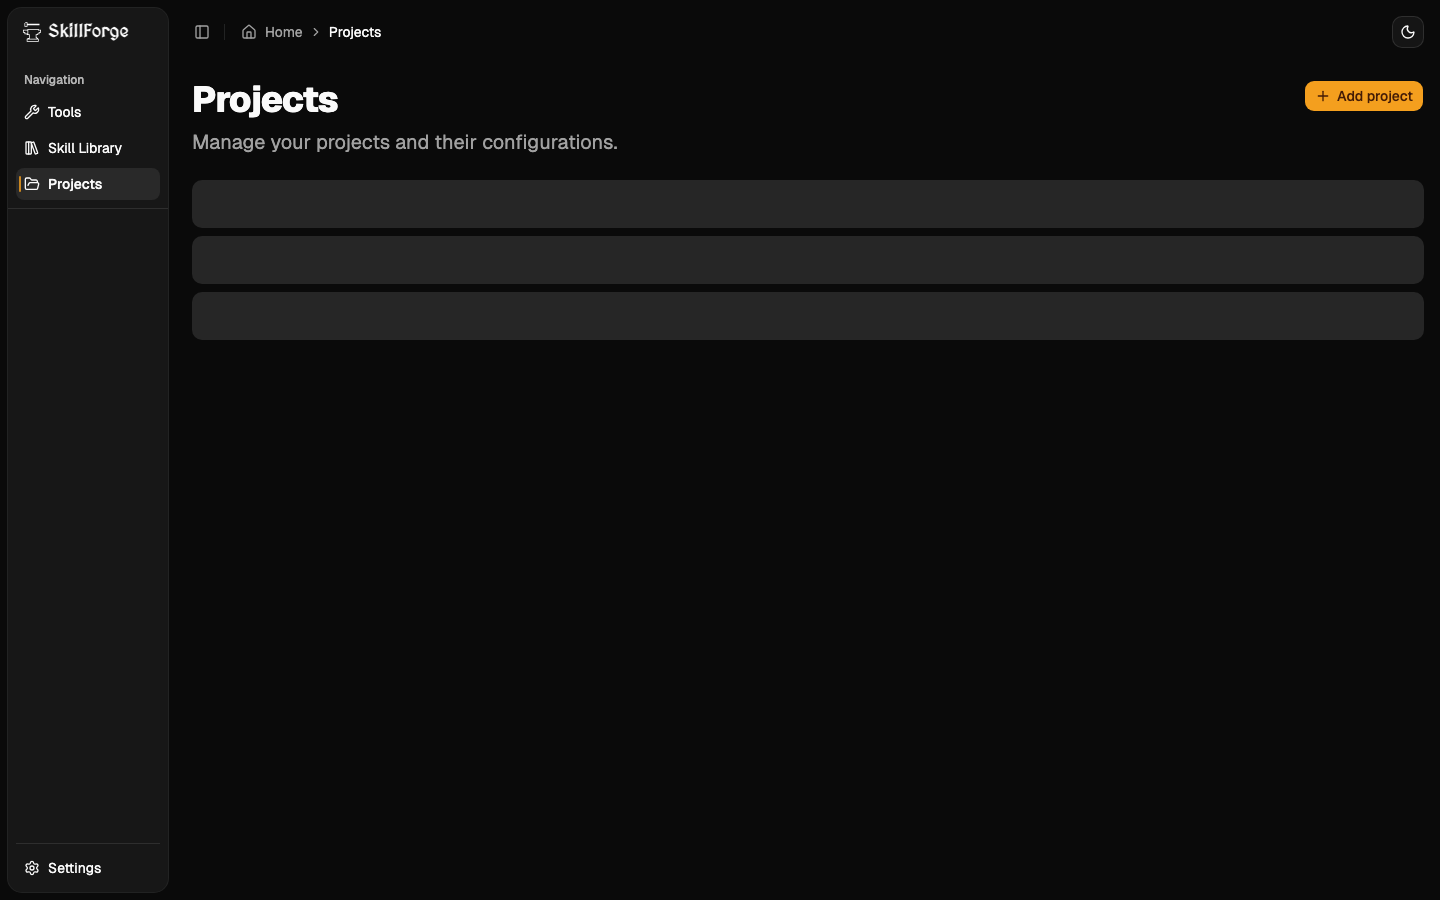 SkillForge
Navigation
Tools
Skill Library
Projects
Settings
Home
Projects
Projects
Manage your projects and their configurations.
Add project